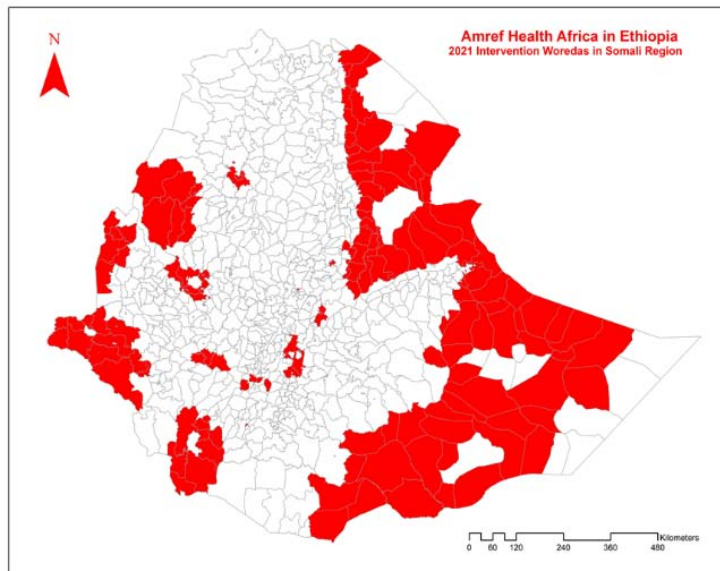 Amref Health Africa in Ethiopia
2021 Intervention Woredas in Somali Region
N
Kilometers
0 60 120 240 360 480